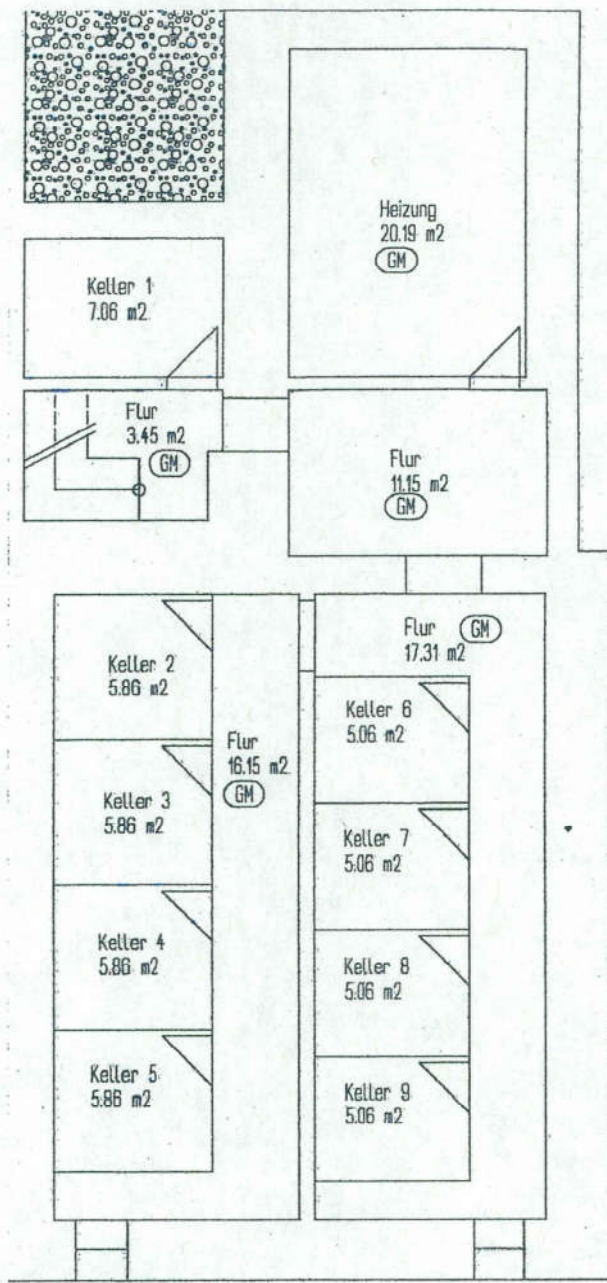 Heizung
20.19 m2
GM
Keller 1
7.06 m2
Flur
3.45 m2
GM
Flur
11.15 m2
GM
Keller 2
5.86 m2
Keller 3
5.86 m2
Keller 4
5.86 m2
Keller 5
5.86 m2
Flur
16.15 m2
GM
Flur GM
17.31 m2
Keller 6
5.06 m2
Keller 7
5.06 m2
Keller 8
5.06 m2
Keller 9
5.06 m2